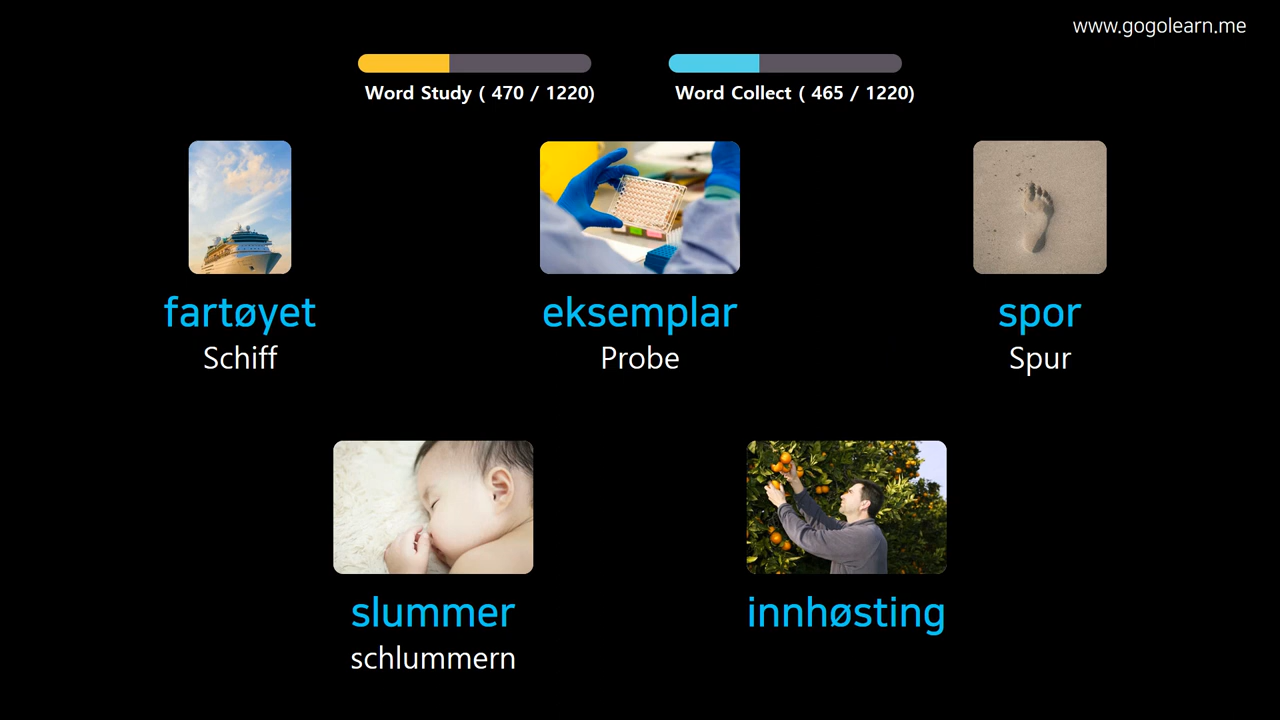 www.gogolearn.me
Word Study ( 470 / 1220)
Word Collect ( 465 / 1220)
fartøyet
Schiff
eksemplar
Probe
spor
Spur
slummer
schlummern
innhøsting